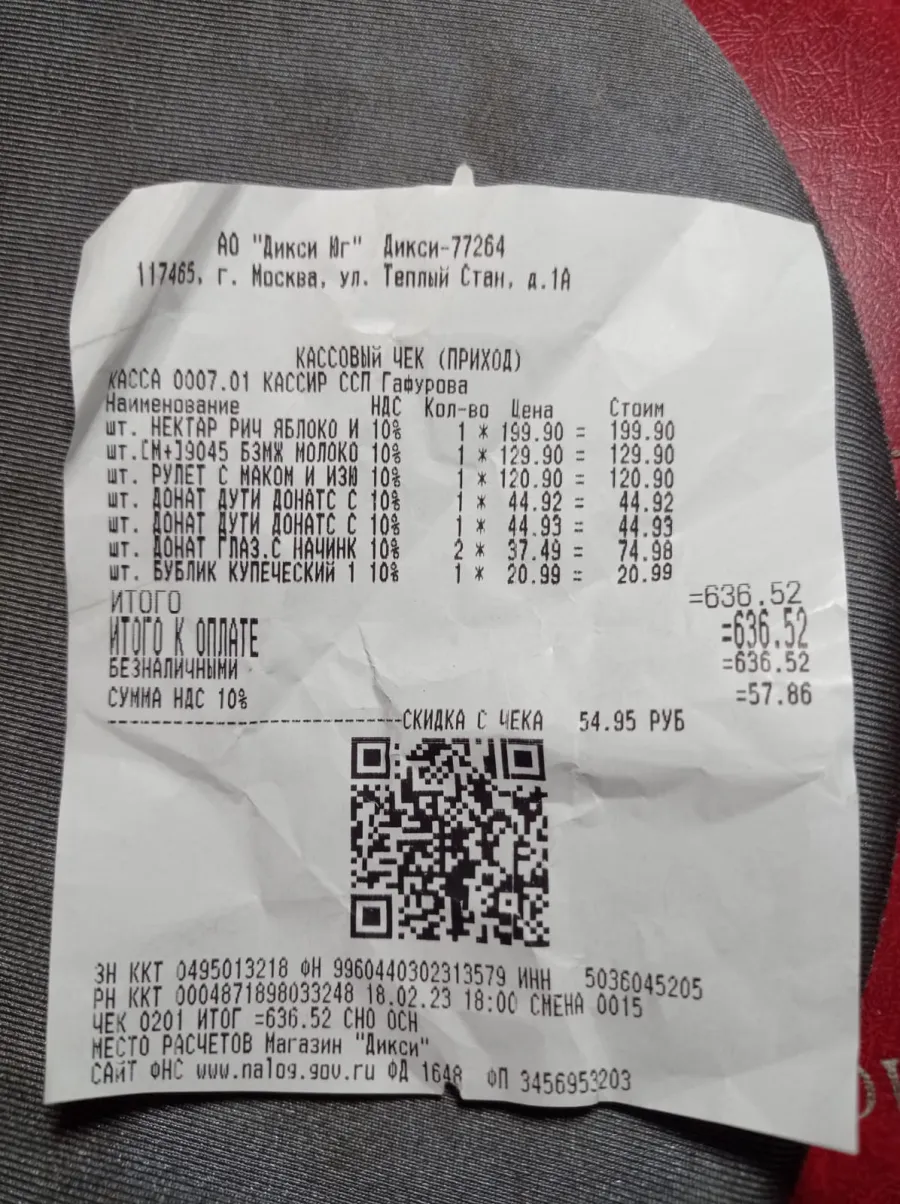 АО "Дикси Юг" Дикси-77264
117465, г. Москва, ул. Теплый Стан, д.1А
КАССОВЫЙ ЧЕК (ПРИХОД)
КАССА 0007.01 КАССИР ССП Гафурова
Наименование НДС Кол-во Цена Стоим
шт. НЕКТАР РИЧ ЯБЛОКО И 10% 1 * 199.90 = 199.90
шт.[М+]9045 БЗМЖ МОЛОКО 10% 1 * 129.90 = 129.90
шт. РУЛЕТ С МАКОМ И ИЗЮ 10% 1 * 120.90 = 120.90
шт. ДОНАТ ДУТИ ДОНАТС С 10% 1 * 44.92 = 44.92
шт. ДОНАТ ДУТИ ДОНАТС С 10% 1 * 44.93 = 44.93
шт. ДОНАТ ГЛАЗ.С НАЧИНК 10% 2 * 37.49 = 74.98
шт. БУБЛИК КУПЕЧЕСКИЙ 1 10% 1 * 20.99 = 20.99
ИТОГО =636.52
ИТОГО К ОПЛАТЕ =636.52
БЕЗНАЛИЧНЫМИ =636.52
СУММА НДС 10% =57.86
------------------------------СКИДКА С ЧЕКА 54.95 РУБ
ЗН ККТ 0495013218 ФН 9960440302313579 ИНН 5036045205
РН ККТ 0004871898033248 18.02.23 18:00 СМЕНА 0015
ЧЕК 0201 ИТОГ =636.52 СНО ОСН
МЕСТО РАСЧЕТОВ Магазин "Дикси"
САЙТ ФНС www.nalog.gov.ru ФД 1648 ФП 3456953203